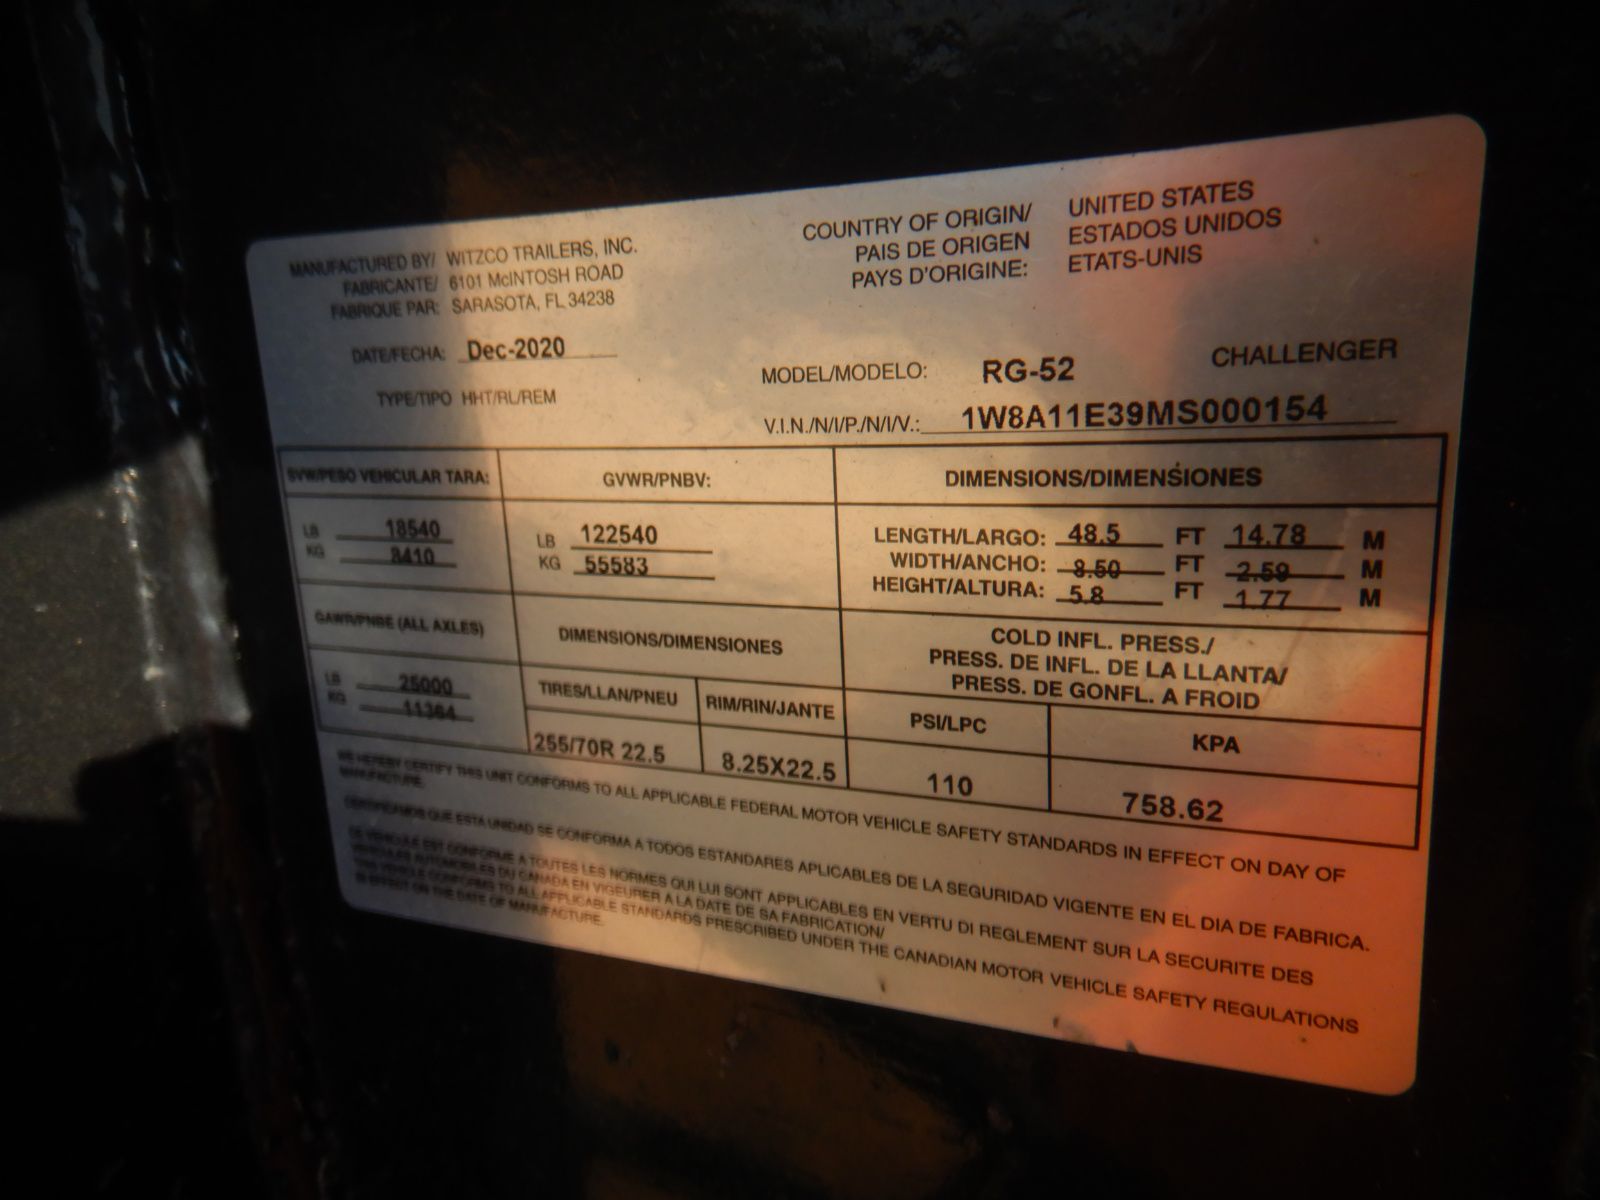 MANUFACTURED BY/ WITZCO TRAILERS, INC.
FABRICANTE/ 6101 McINTOSH ROAD
FABRIQUE PAR: SARASOTA, FL 34238
COUNTRY OF ORIGIN/ UNITED STATES
PAIS DE ORIGEN ESTADOS UNIDOS
PAYS D'ORIGINE: ETATS-UNIS
DATE/FECHA: Dec-2020
MODEL/MODELO: RG-52 CHALLENGER
TYPE/TIPO HHT/RL/REM
V.I.N./N/I/P./N/I/V.: 1W8A11E39MS000154
SVW/PESO VEHICULAR TARA:
LB 18540
KG 8410
GVWR/PNBV:
LB 122540
KG 55583
DIMENSIONS/DIMENSIONES
LENGTH/LARGO: 48.5 FT 14.78 M
WIDTH/ANCHO: 8.50 FT 2.59 M
HEIGHT/ALTURA: 5.8 FT 1.77 M
GAWR/PNBE (ALL AXLES)
LB 25000
KG 11364
DIMENSIONS/DIMENSIONES
TIRES/LLAN/PNEU RIM/RIN/JANTE
255/70R 22.5 8.25X22.5
COLD INFL. PRESS./
PRESS. DE INFL. DE LA LLANTA/
PRESS. DE GONFL. A FROID
PSI/LPC KPA
110 758.62
WE HEREBY CERTIFY THIS UNIT CONFORMS TO ALL APPLICABLE FEDERAL MOTOR VEHICLE SAFETY STANDARDS IN EFFECT ON DAY OF
MANUFACTURE.
CERTIFICAMOS QUE ESTA UNIDAD SE CONFORMA A TODOS ESTANDARES APLICABLES DE LA SEGURIDAD VIGENTE EN EL DIA DE FABRICA.
CE VEHICULE EST CONFORME A TOUTES LES NORMES QUI LUI SONT APPLICABLES EN VERTU DI REGLEMENT SUR LA SECURITE DES
VEHICULES AUTOMOBILES DU CANADA EN VIGEURER A LA DATE DE SA FABRICATION/
THIS VEHICLE CONFORMS TO ALL APPLICABLE STANDARDS PRESCRIBED UNDER THE CANADIAN MOTOR VEHICLE SAFETY REGULATIONS
IN EFFECT ON THE DATE OF MANUFACTURE.